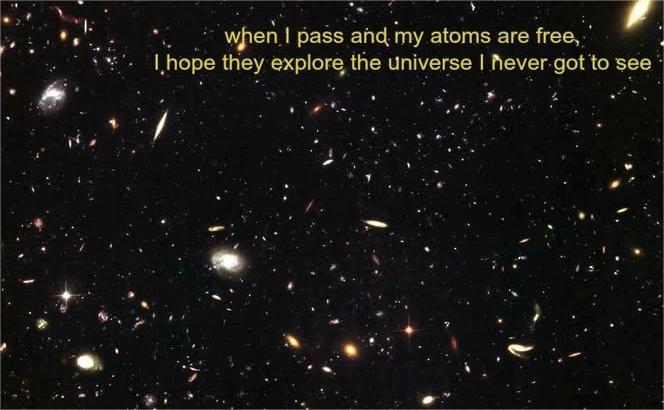 when I pass and my atoms are free,
I hope they explore the universe I never got to see